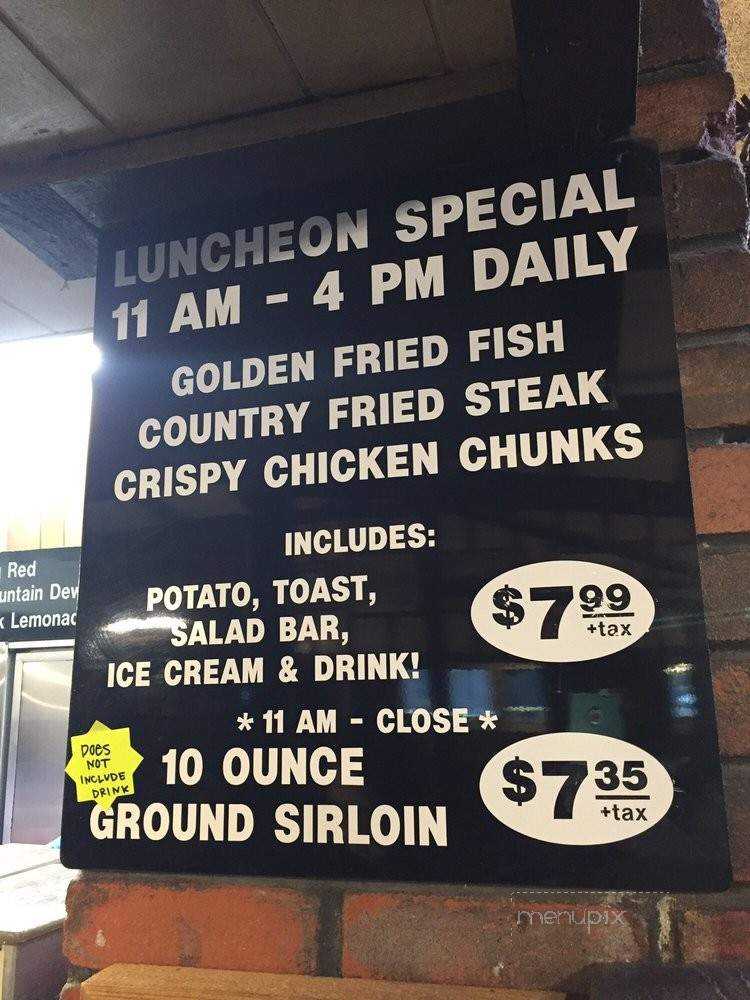 LUNCHEON SPECIAL
11 AM - 4 PM DAILY
GOLDEN FRIED FISH
COUNTRY FRIED STEAK
CRISPY CHICKEN CHUNKS
INCLUDES:
POTATO, TOAST,
SALAD BAR,
ICE CREAM & DRINK!
$7 99
+tax
* 11 AM - CLOSE *
DOES
NOT
INCLUDE
DRINK
10 OUNCE
GROUND SIRLOIN
$7 35
+tax
Red
menupix